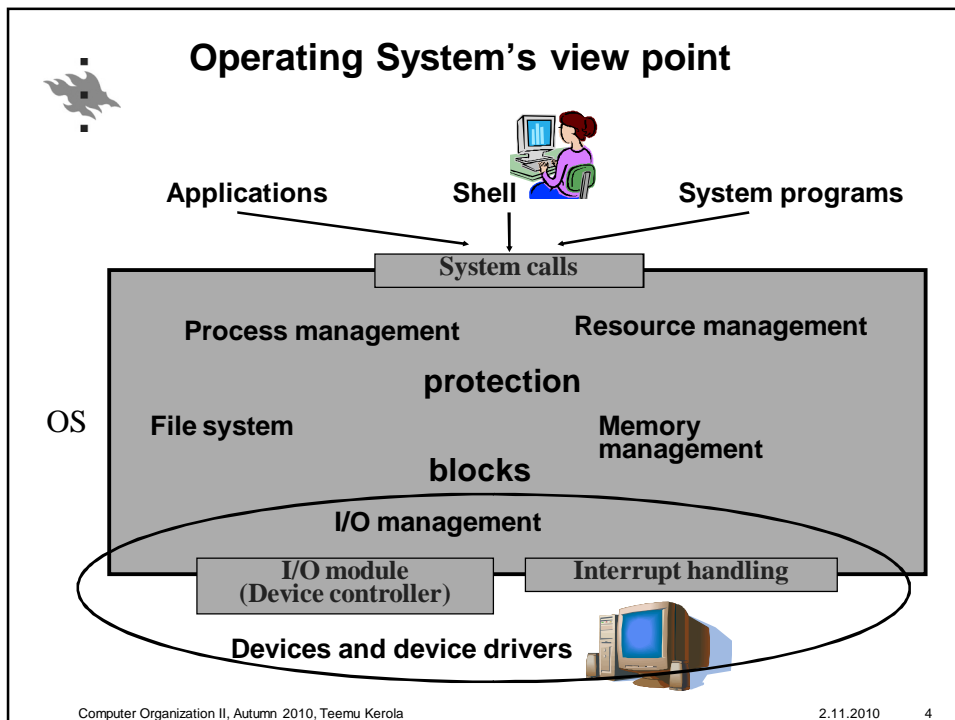 Operating System's view point
Applications
Shell
System programs
System calls
Process management
Resource management
protection
OS
File system
Memory
management
blocks
I/O management
I/O module
(Device controller)
Interrupt handling
Devices and device drivers
Computer Organization II, Autumn 2010, Teemu Kerola
2.11.2010
4